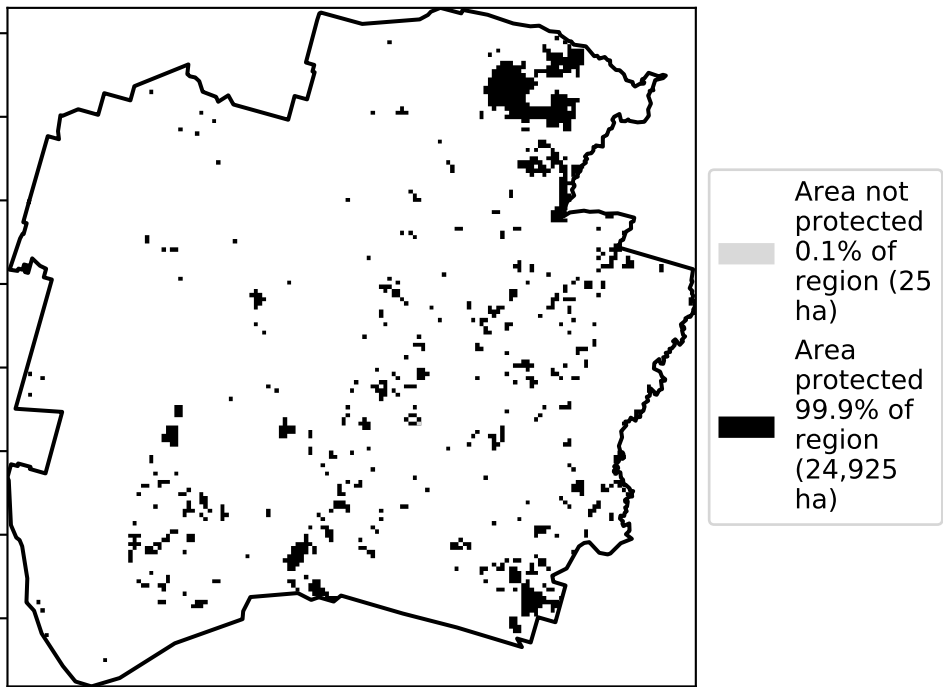 Area not
protected
0.1% of
region (25
ha)
Area
protected
99.9% of
region
(24,925
ha)